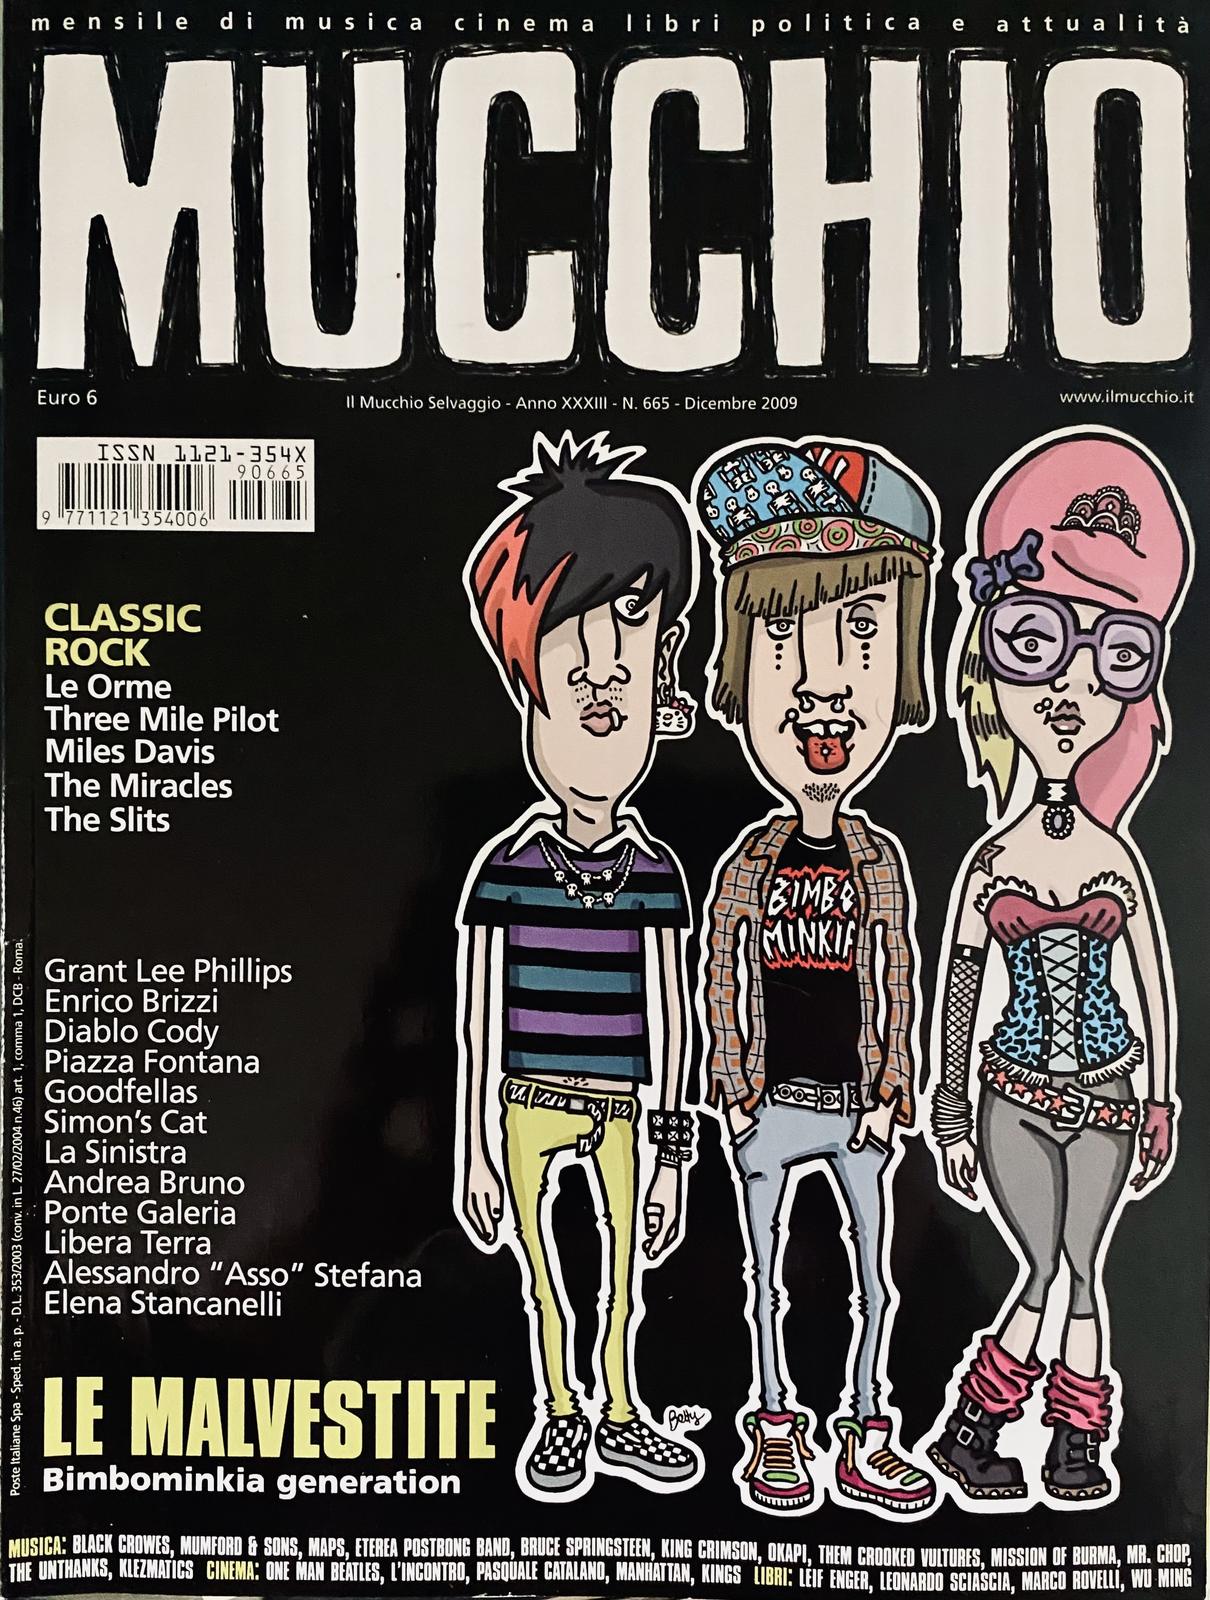 mensile di musica cinema libri politica e attualità
MUCCHIO
Euro 6
Il Mucchio Selvaggio - Anno XXXIII - N. 665 - Dicembre 2009
www.ilmucchio.it
ISSN 1121-354X
90665
9 771121 354006
CLASSIC
ROCK
Le Orme
Three Mile Pilot
Miles Davis
The Miracles
The Slits
BIMBO
MINKIA
Grant Lee Phillips
Enrico Brizzi
Diablo Cody
Piazza Fontana
Goodfellas
Simon's Cat
La Sinistra
Andrea Bruno
Ponte Galeria
Libera Terra
Alessandro "Asso" Stefana
Elena Stancanelli
Poste Italiane Spa - Sped. in a. p. - D.L. 353/2003 (conv. in L. 27/02/2004 n.46) art. 1, comma 1, DCB - Roma.
LE MALVESTITE
Bimbominkia generation
Betty
MUSICA: BLACK CROWES, MUMFORD & SONS, MAPS, ETEREA POSTBONG BAND, BRUCE SPRINGSTEEN, KING CRIMSON, OKAPI, THEM CROOKED VULTURES, MISSION OF BURMA, MR. CHOP,
THE UNTHANKS, KLEZMATICS CINEMA: ONE MAN BEATLES, L'INCONTRO, PASQUALE CATALANO, MANHATTAN, KINGS LIBRI: LEIF ENGER, LEONARDO SCIASCIA, MARCO ROVELLI, WU MING